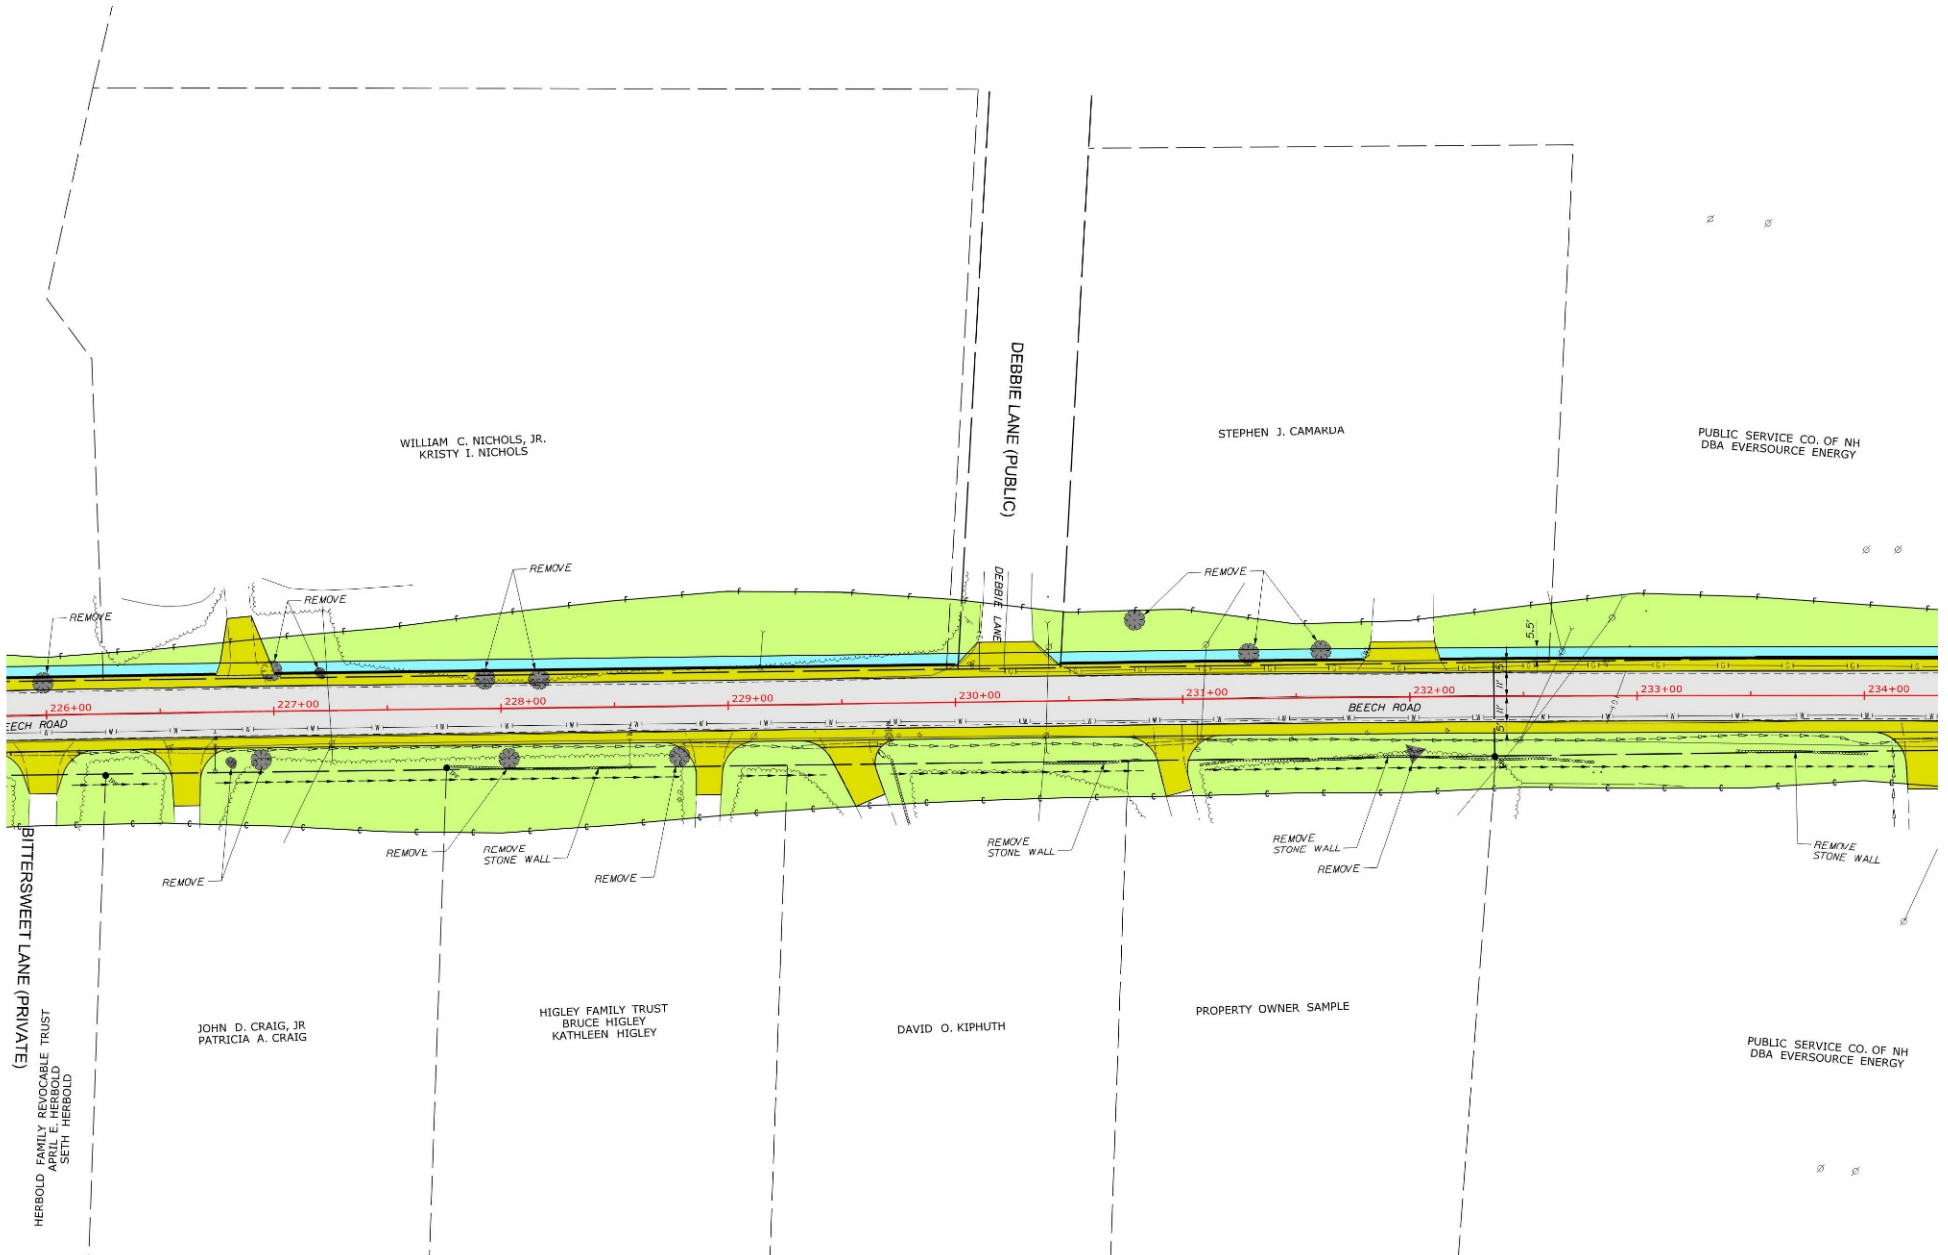 WILLIAM C. NICHOLS, JR.
KRISTY I. NICHOLS
DEBBIE LANE (PUBLIC)
STEPHEN J. CAMARDA
PUBLIC SERVICE CO. OF NH
DBA EVERSOURCE ENERGY
REMOVE
REMOVE
REMOVE
DEBBIE LANE
REMOVE
5.5'
5'
11'
11'
5'
226+00
227+00
228+00
229+00
230+00
231+00
232+00
233+00
234+00
EECH ROAD
BEECH ROAD
REMOVE
REMOVE
REMOVE
STONE WALL
REMOVE
REMOVE
STONE WALL
REMOVE
STONE WALL
REMOVE
REMOVE
STONE WALL
BITTERSWEET LANE (PRIVATE)
HERBOLD FAMILY REVOCABLE TRUST
APRIL E. HERBOLD
SETH HERBOLD
JOHN D. CRAIG, JR
PATRICIA A. CRAIG
HIGLEY FAMILY TRUST
BRUCE HIGLEY
KATHLEEN HIGLEY
DAVID O. KIPHUTH
PROPERTY OWNER SAMPLE
PUBLIC SERVICE CO. OF NH
DBA EVERSOURCE ENERGY